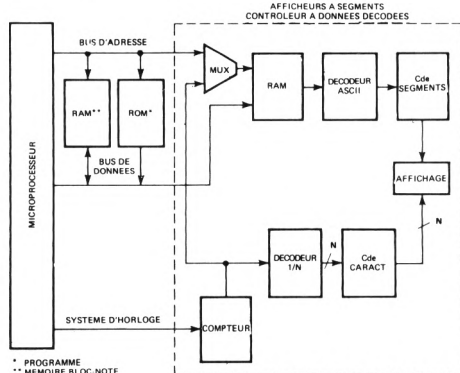 AFFICHEURS A SEGMENTS
CONTROLEUR A DONNEES DECODEES
BUS D'ADRESSE
MUX
RAM
DECODEUR
ASCII
Cde
SEGMENTS
RAM**
ROM*
MICROPROCESSEUR
BUS DE
DONNEES
AFFICHAGE
N
DECODEUR
1/N
N
Cde
CARACT
SYSTEME D'HORLOGE
COMPTEUR
* PROGRAMME
** MEMOIRE BLOC-NOTE